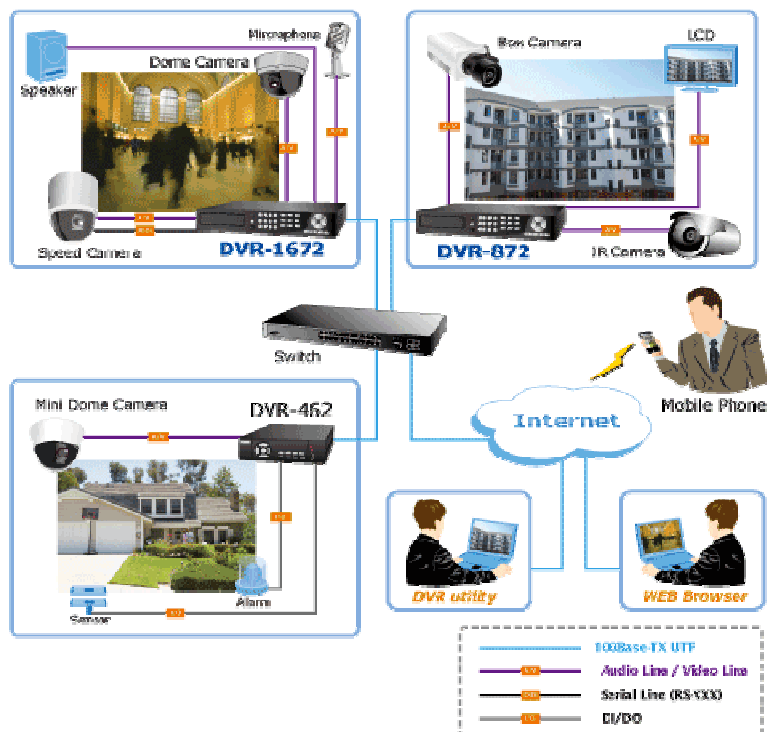 Microphone
Dome Camera
Speaker
Speed Camera
DVR-1672
Box Camera
LCD
DVR-872
IR Camera
Switch
Mobile Phone
Internet
Mini Dome Camera
DVR-462
Alarm
Sensor
DVR utility
WEB Browser
100Base-TX UTP
Audio Line / Video Line
Serial Line
DI/DO